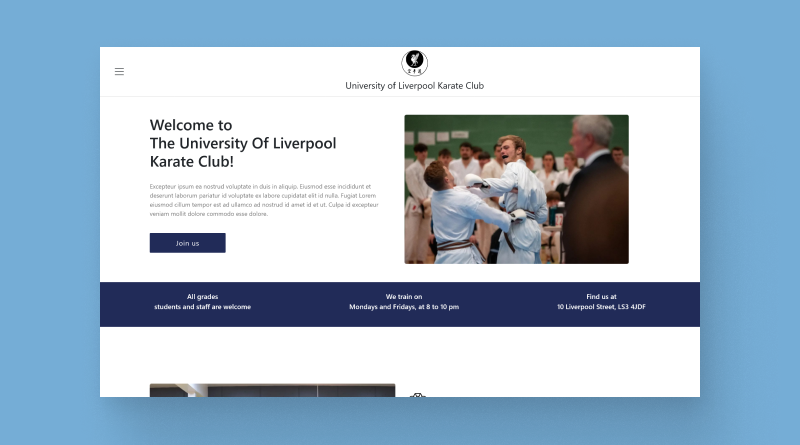 University of Liverpool Karate Club
Welcome to
The University Of Liverpool
Karate Club!
Excepteur ipsum ea nostrud voluptate in duis in aliquip. Eiusmod esse incididunt et
deserunt laborum pariatur id voluptate ex labore cupidatat elit id nulla. Fugiat Lorem
eiusmod cillum tempor est ad ullamco ad nostrud id amet id et ut. Culpa id excepteur
veniam mollit dolore commodo esse dolore.
Join us
All grades
students and staff are welcome
We train on
Mondays and Fridays, at 8 to 10 pm
Find us at
10 Liverpool Street, LS3 4JDF